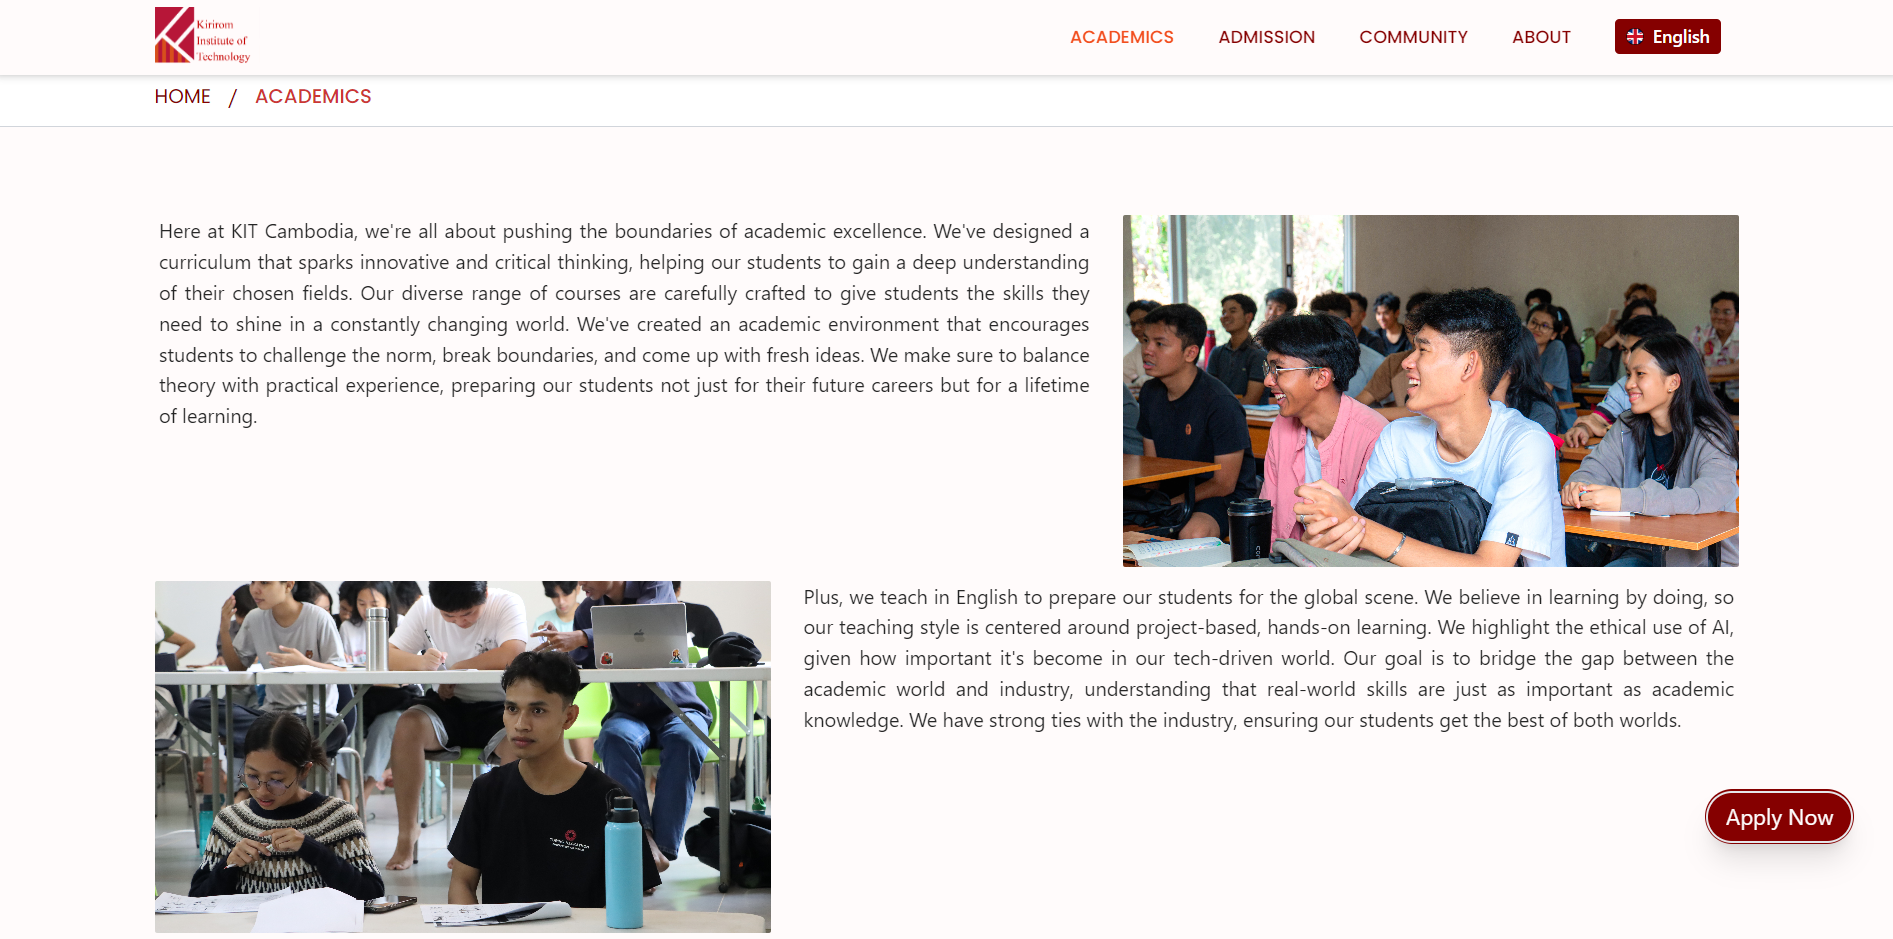 Kirirom
Institute of
Technology
ACADEMICS
ADMISSION
COMMUNITY
ABOUT
English
HOME / ACADEMICS
Here at KIT Cambodia, we're all about pushing the boundaries of academic excellence. We've designed a
curriculum that sparks innovative and critical thinking, helping our students to gain a deep understanding
of their chosen fields. Our diverse range of courses are carefully crafted to give students the skills they
need to shine in a constantly changing world. We've created an academic environment that encourages
students to challenge the norm, break boundaries, and come up with fresh ideas. We make sure to balance
theory with practical experience, preparing our students not just for their future careers but for a lifetime
of learning.
Plus, we teach in English to prepare our students for the global scene. We believe in learning by doing, so
our teaching style is centered around project-based, hands-on learning. We highlight the ethical use of AI,
given how important it's become in our tech-driven world. Our goal is to bridge the gap between the
academic world and industry, understanding that real-world skills are just as important as academic
knowledge. We have strong ties with the industry, ensuring our students get the best of both worlds.
Apply Now